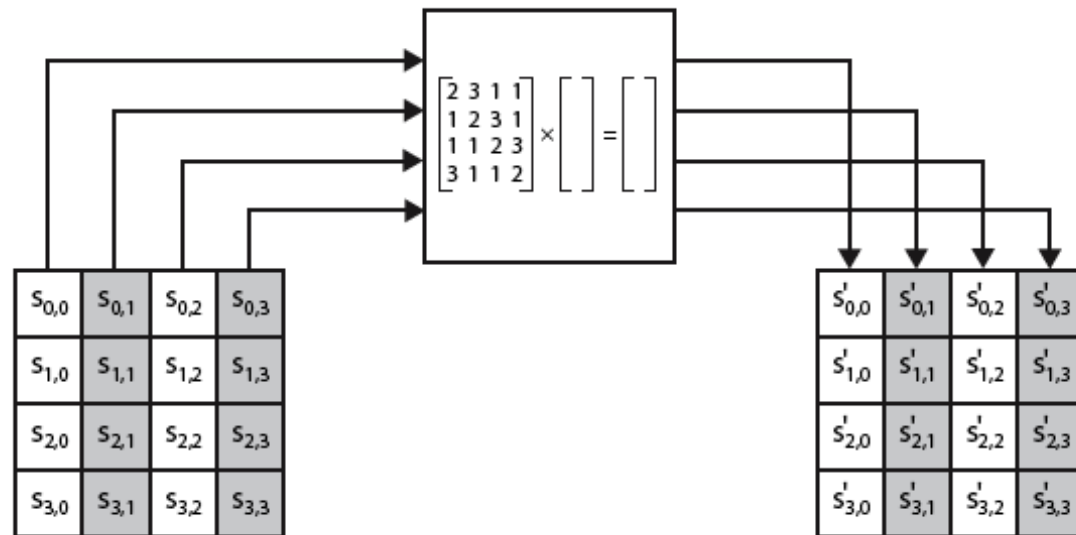 2 3 1 1
1 2 3 1
1 1 2 3
3 1 1 2
× =
S0,0 S0,1 S0,2 S0,3
S1,0 S1,1 S1,2 S1,3
S2,0 S2,1 S2,2 S2,3
S3,0 S3,1 S3,2 S3,3
S'0,0 S'0,1 S'0,2 S'0,3
S'1,0 S'1,1 S'1,2 S'1,3
S'2,0 S'2,1 S'2,2 S'2,3
S'3,0 S'3,1 S'3,2 S'3,3